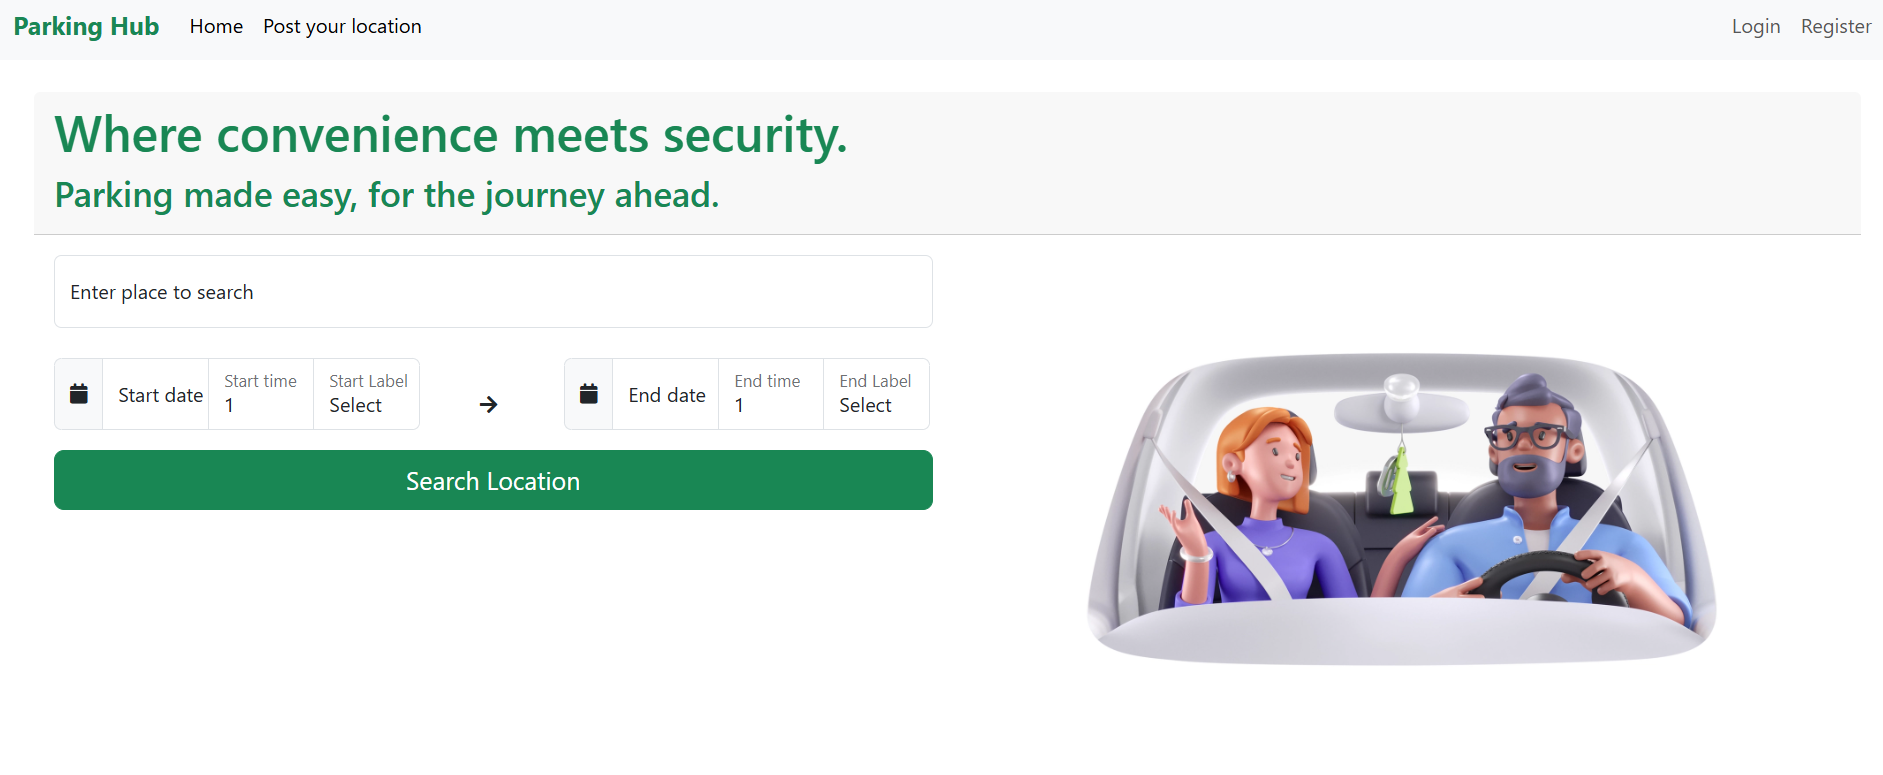 Parking Hub Home Post your location Login Register
Where convenience meets security.
Parking made easy, for the journey ahead.
Enter place to search
Start date Start time 1 Start Label Select End date End time 1 End Label Select
Search Location